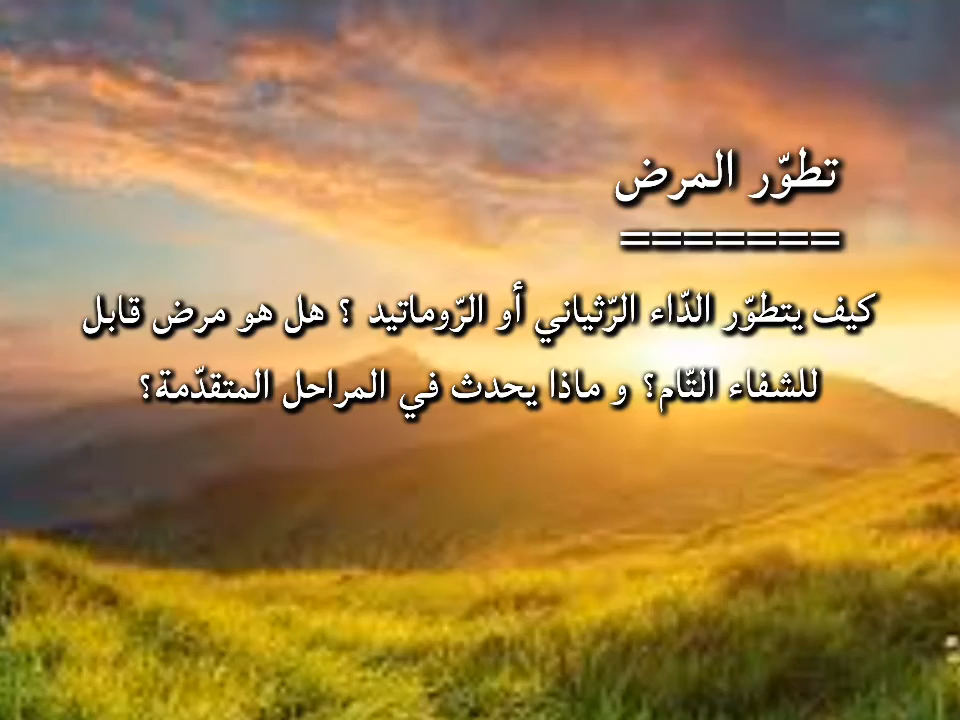 تطوّر المرض
=======
كيف يتطوّر الدّاء الرّثياني أو الرّوماتيد ؟ هل هو مرض قابل
للشفاء التّام؟ و ماذا يحدث في المراحل المتقدّمة؟